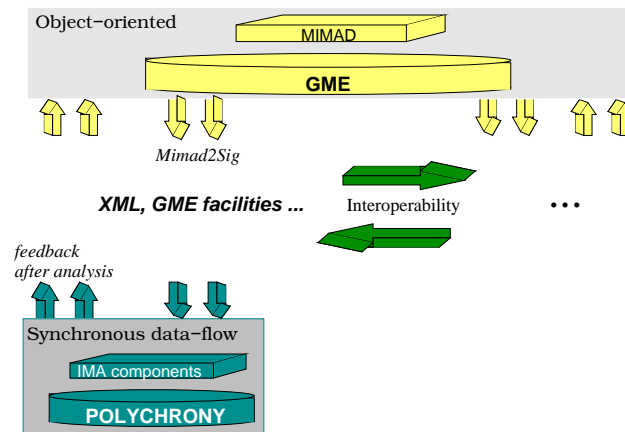 Object−oriented
MIMAD
GME
Mimad2Sig
XML, GME facilities ...
Interoperability
...
feedback
after analysis
Synchronous data−flow
IMA components
POLYCHRONY